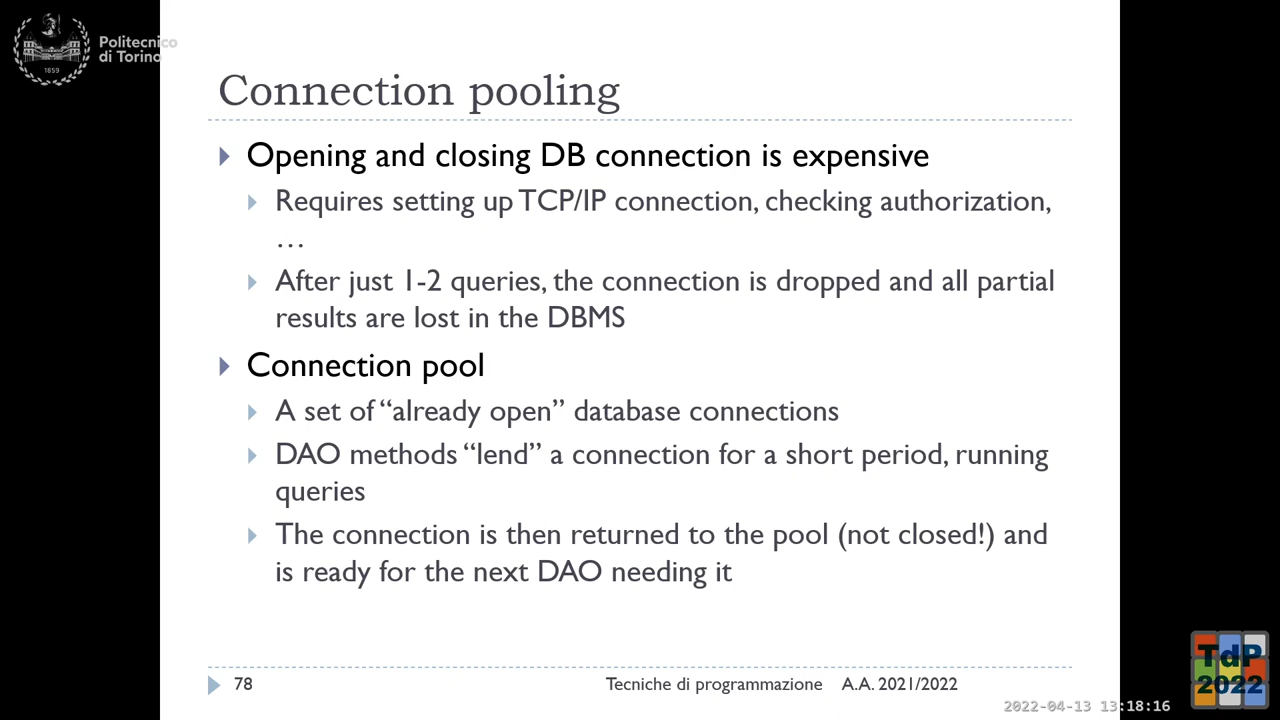 Politecnico
di Torino
1859
Connection pooling
Opening and closing DB connection is expensive
Requires setting up TCP/IP connection, checking authorization,
…
After just 1-2 queries, the connection is dropped and all partial
results are lost in the DBMS
Connection pool
A set of “already open” database connections
DAO methods “lend” a connection for a short period, running
queries
The connection is then returned to the pool (not closed!) and
is ready for the next DAO needing it
78
Tecniche di programmazione A.A. 2021/2022
2022-04-13 13:18:16
TdP
2022